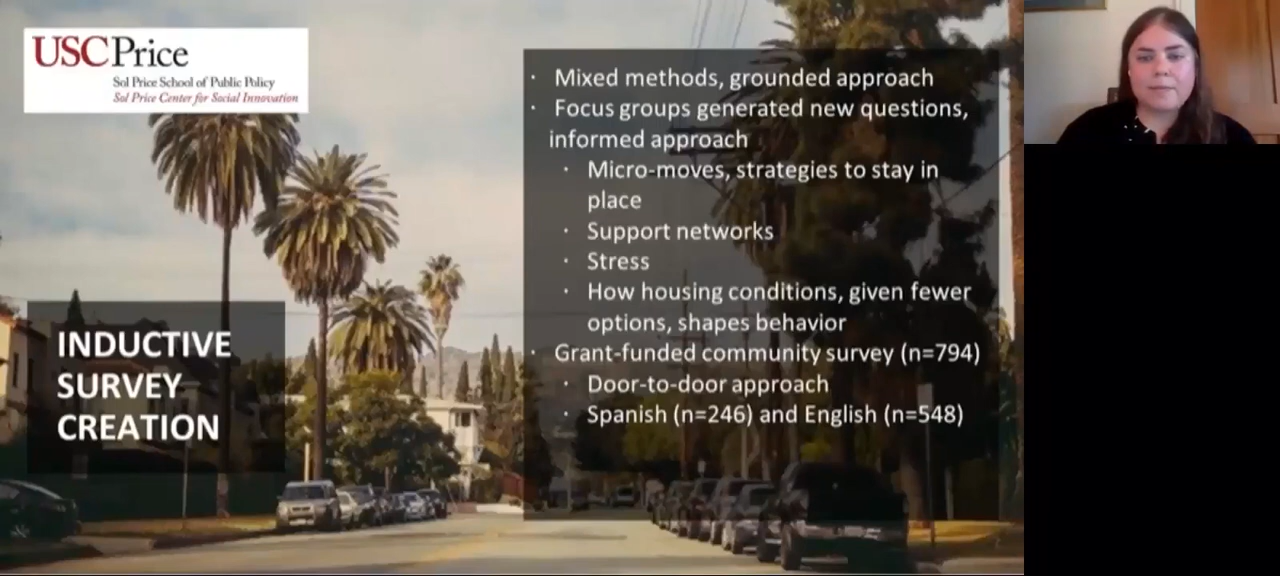 USCPrice
Sol Price School of Public Policy
Sol Price Center for Social Innovation
INDUCTIVE
SURVEY
CREATION
· Mixed methods, grounded approach
· Focus groups generated new questions,
informed approach
· Micro-moves, strategies to stay in
place
· Support networks
· Stress
· How housing conditions, given fewer
options, shapes behavior
· Grant-funded community survey (n=794)
· Door-to-door approach
· Spanish (n=246) and English (n=548)